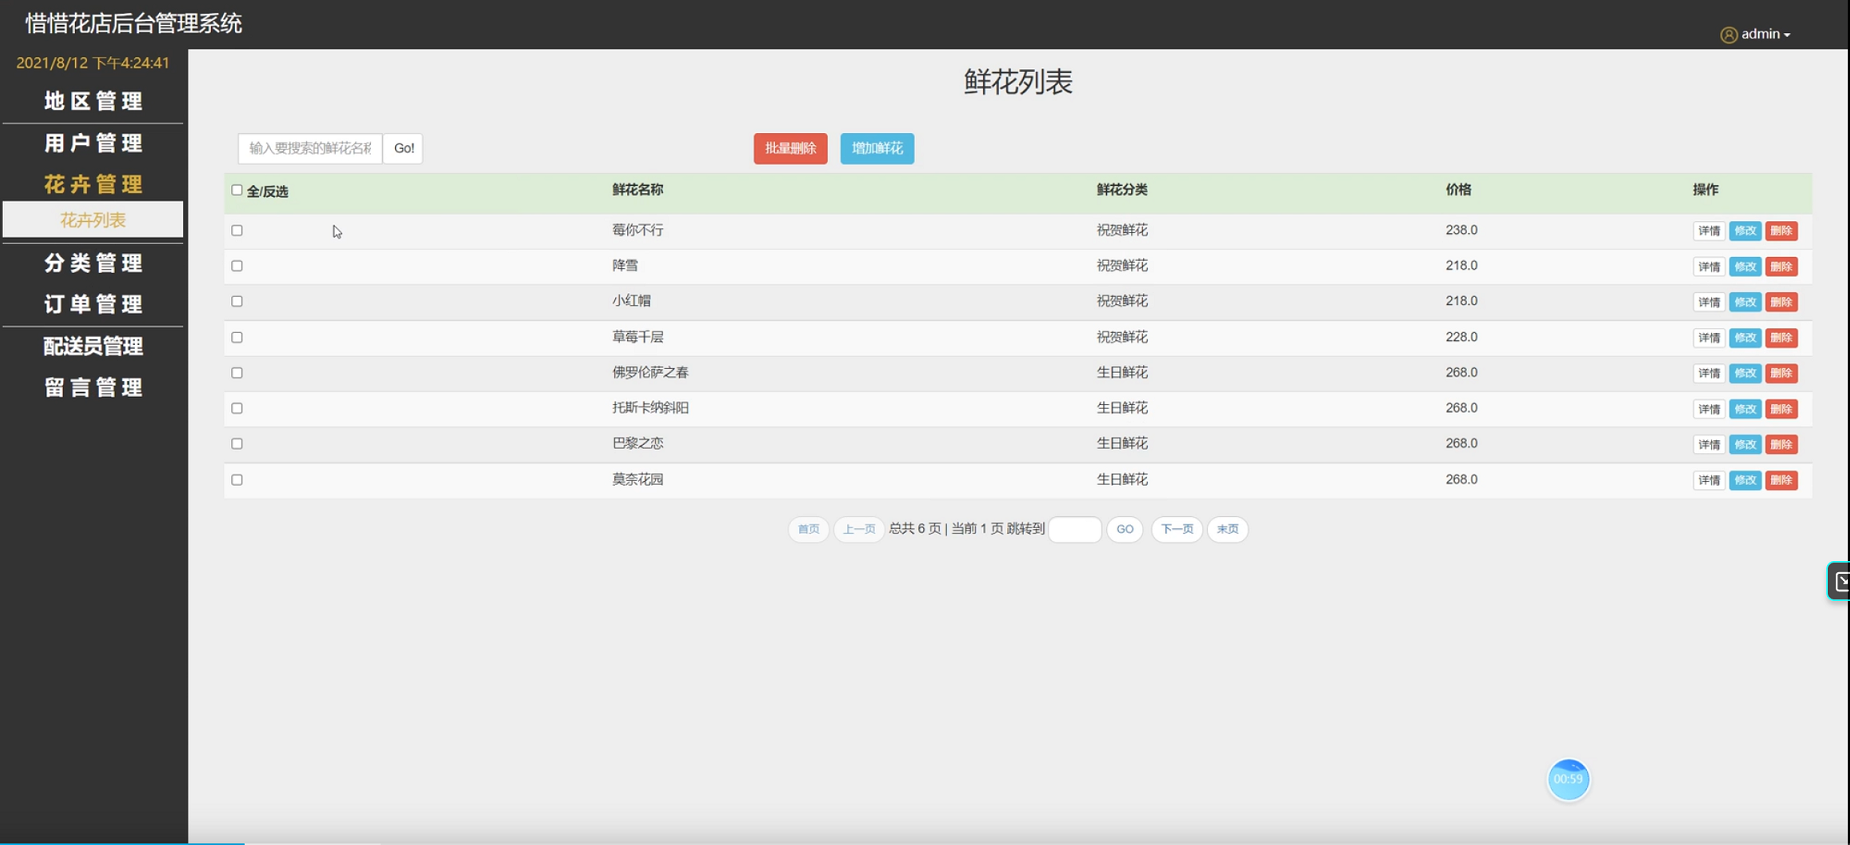 惜惜花店后台管理系统
admin
2021/8/12 下午4:24:41
地 区 管 理
用 户 管 理
花 卉 管 理
花卉列表
分 类 管 理
订 单 管 理
配送员管理
留 言 管 理
鲜花列表
输入要搜索的鲜花名称 Go! 批量删除 增加鲜花
全/反选 鲜花名称 鲜花分类 价格 操作
莓你不行 祝贺鲜花 238.0 详情 修改 删除
降雪 祝贺鲜花 218.0 详情 修改 删除
小红帽 祝贺鲜花 218.0 详情 修改 删除
草莓千层 祝贺鲜花 228.0 详情 修改 删除
佛罗伦萨之春 生日鲜花 268.0 详情 修改 删除
托斯卡纳斜阳 生日鲜花 268.0 详情 修改 删除
巴黎之恋 生日鲜花 268.0 详情 修改 删除
莫奈花园 生日鲜花 268.0 详情 修改 删除
首页 上一页 总共 6 页 | 当前 1 页 跳转到 GO 下一页 末页
00:59